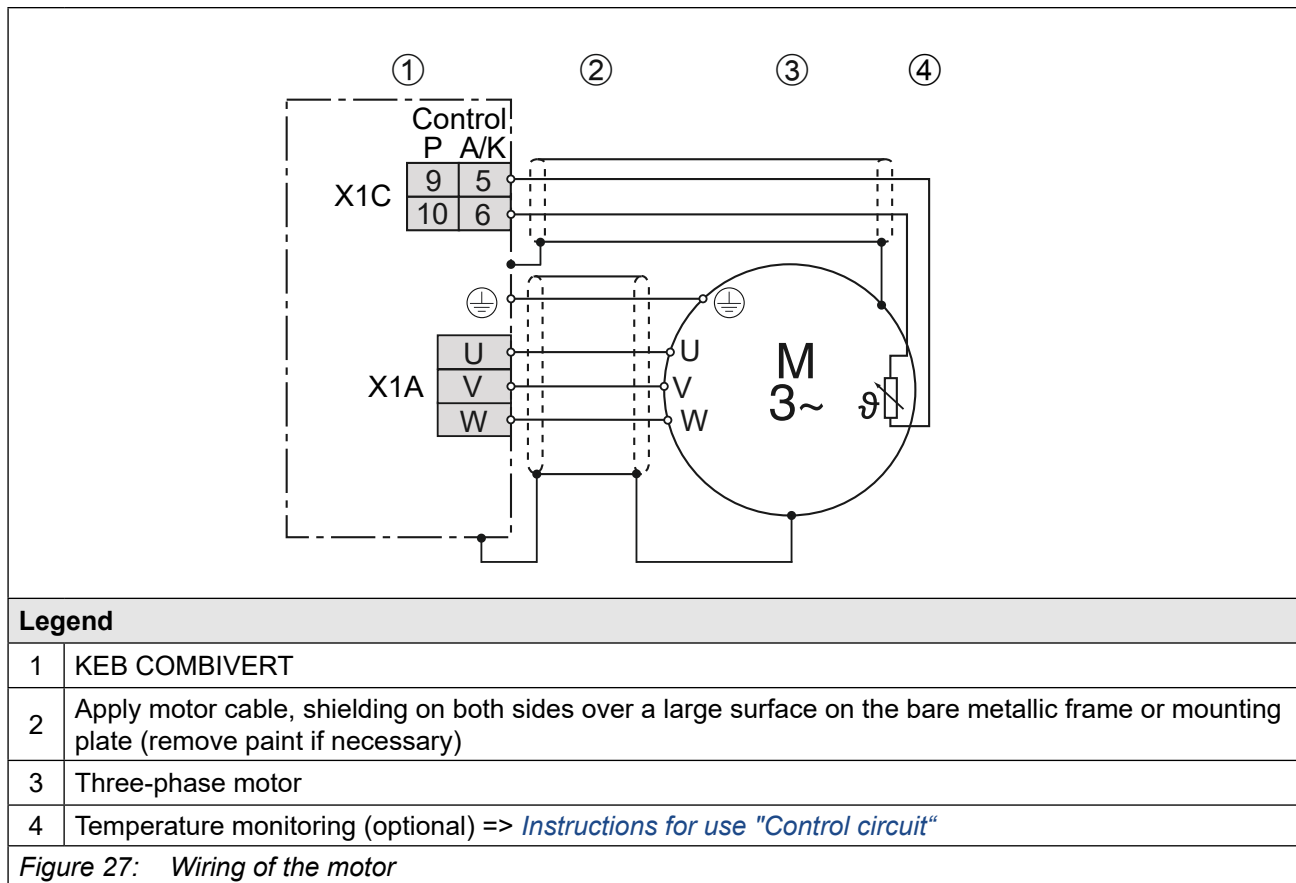 ① ② ③ ④
Control
P A/K
X1C 9 5
10 6
U U
X1A V V
W W
M
3~
ϑ
Legend
1 KEB COMBIVERT
2 Apply motor cable, shielding on both sides over a large surface on the bare metallic frame or mounting
plate (remove paint if necessary)
3 Three-phase motor
4 Temperature monitoring (optional) => Instructions for use "Control circuit“
Figure 27: Wiring of the motor